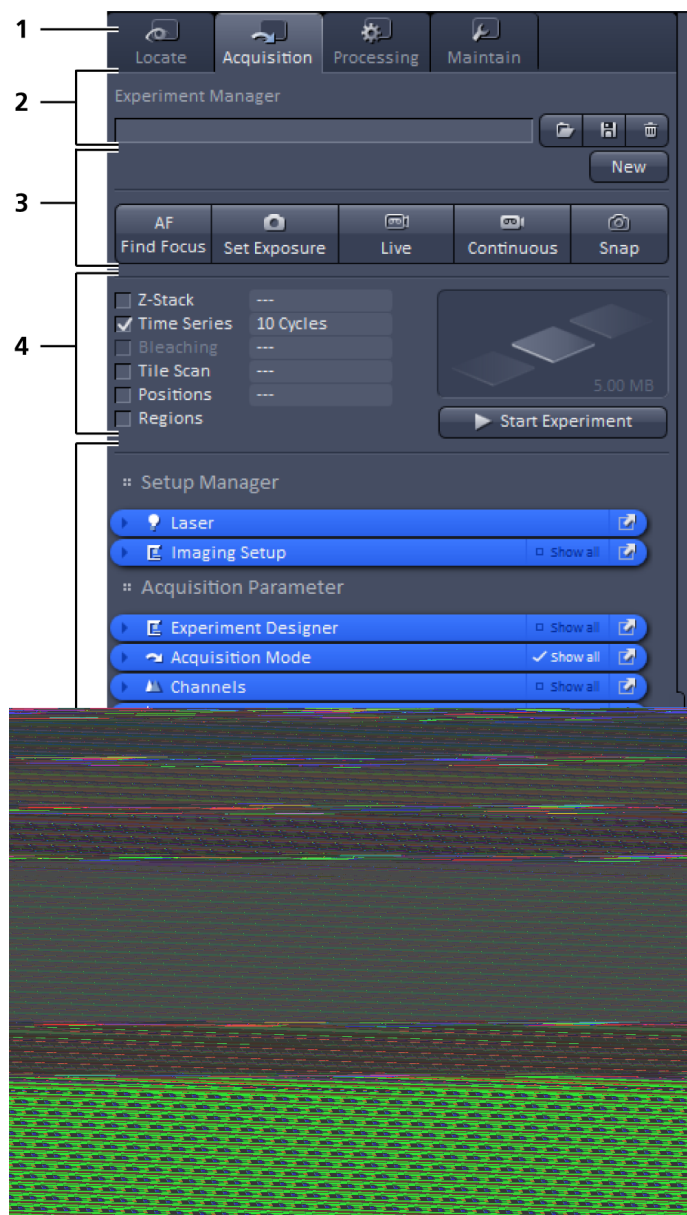 1
Locate Acquisition Processing Maintain
2
Experiment Manager
New
3
AF
Find Focus Set Exposure Live Continuous Snap
Z-Stack ---
Time Series 10 Cycles
Bleaching ---
4
Tile Scan ---
5.00 MB
Positions ---
Regions
Start Experiment
Setup Manager
Laser
Imaging Setup Show all
Acquisition Parameter
Experiment Designer Show all
Acquisition Mode Show all
Channels Show all